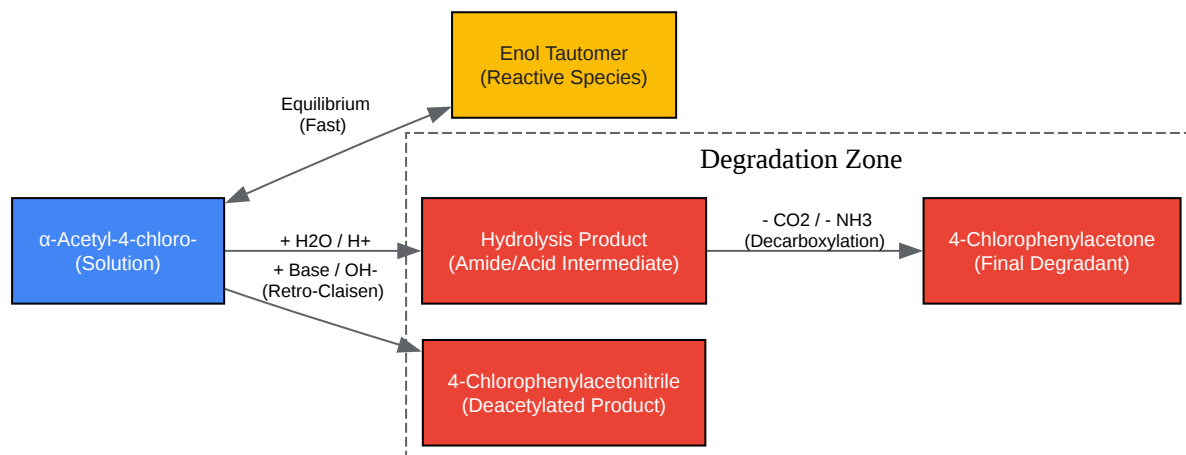 Enol Tautomer
(Reactive Species)
Equilibrium
(Fast)
Degradation Zone
α-Acetyl-4-chloro-
(Solution)
+ H2O / H+
Hydrolysis Product
(Amide/Acid Intermediate)
- CO2 / - NH3
(Decarboxylation)
4-Chlorophenylacetone
(Final Degradant)
+ Base / OH-
(Retro-Claisen)
4-Chlorophenylacetonitrile
(Deacetylated Product)